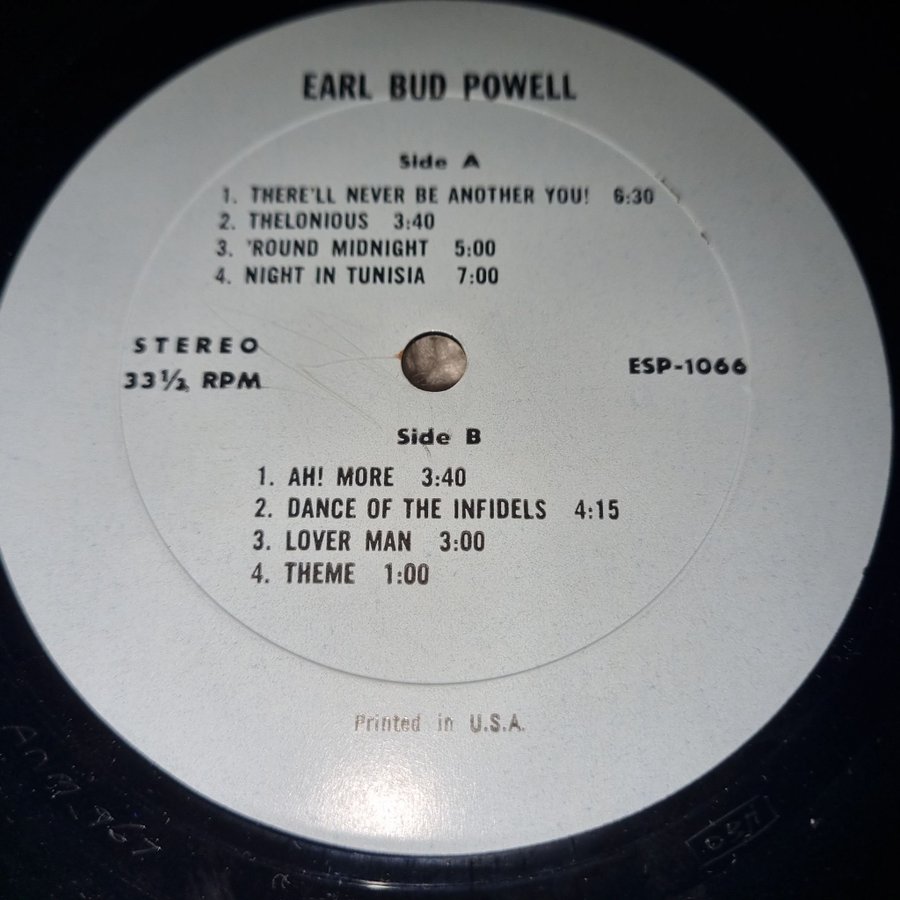 EARL BUD POWELL
Side A
1. THERE'LL NEVER BE ANOTHER YOU! 6:30
2. THELONIOUS 3:40
3. 'ROUND MIDNIGHT 5:00
4. NIGHT IN TUNISIA 7:00
STEREO
33 1/3 RPM
ESP-1066
Side B
1. AH! MORE 3:40
2. DANCE OF THE INFIDELS 4:15
3. LOVER MAN 3:00
4. THEME 1:00
Printed in U.S.A.